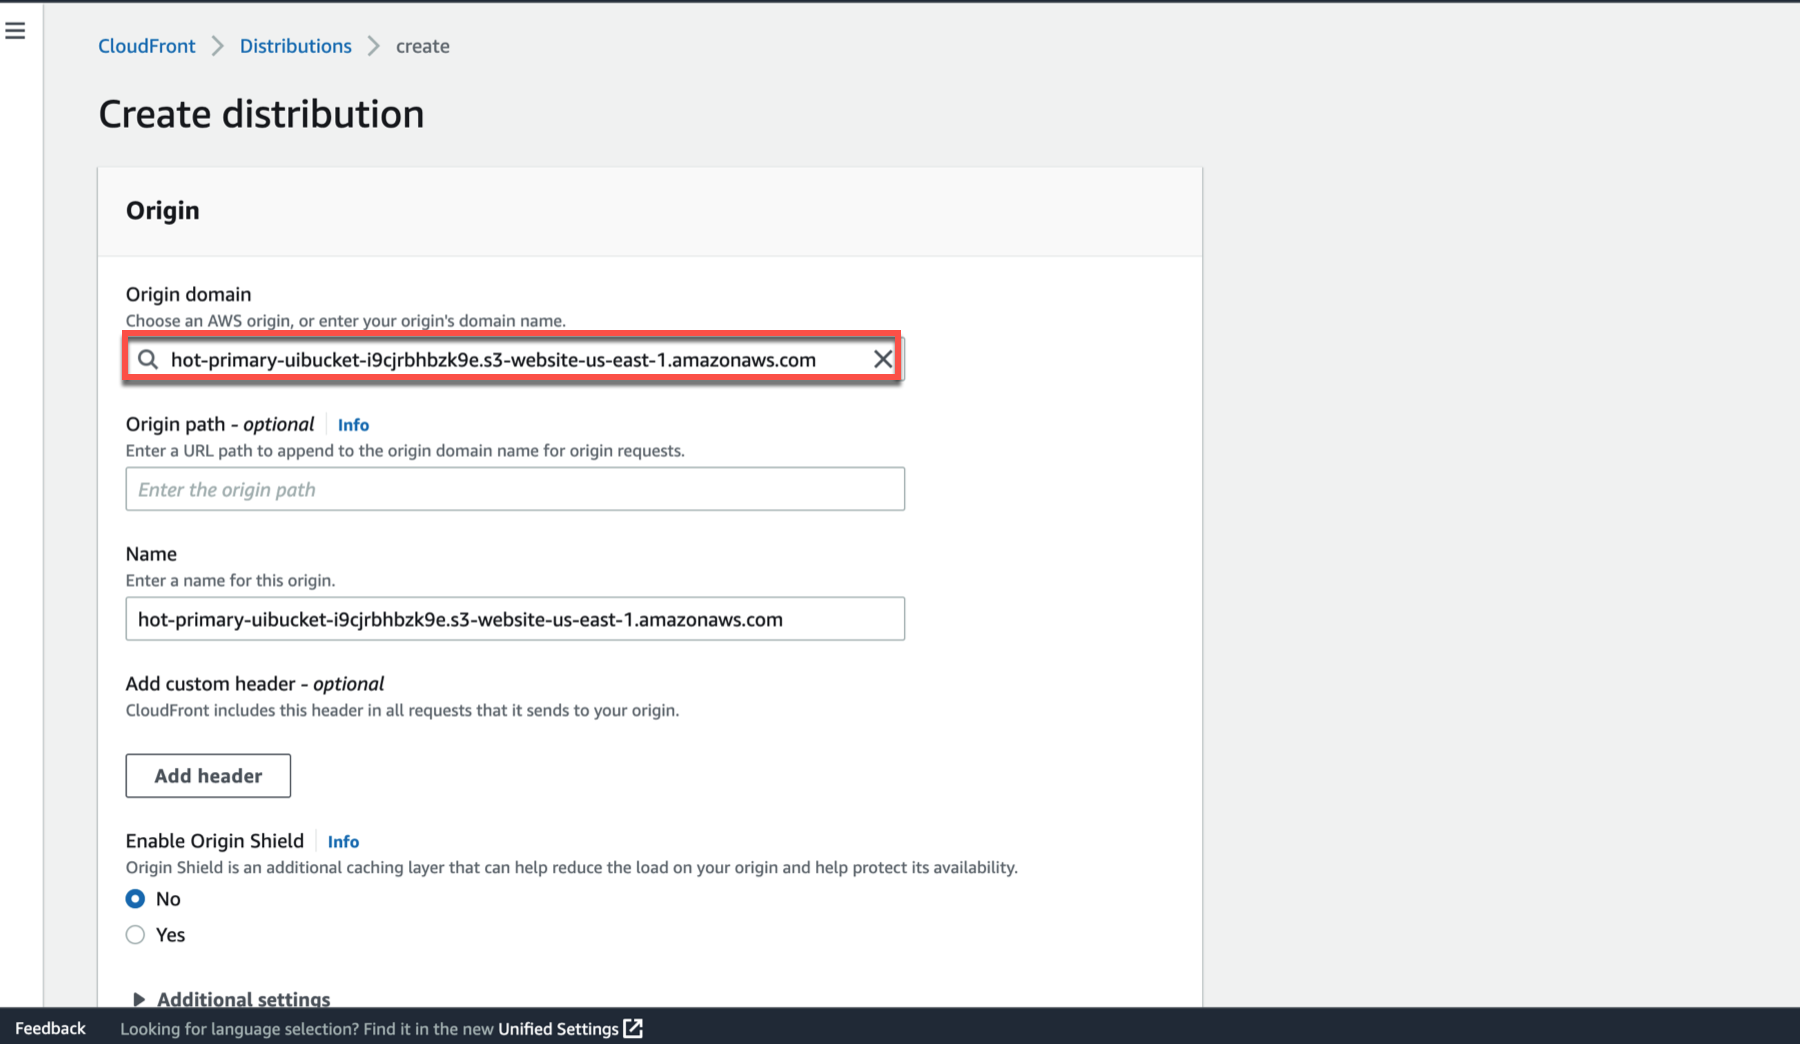 CloudFront > Distributions > create
Create distribution
Origin
Origin domain
Choose an AWS origin, or enter your origin's domain name.
hot-primary-uibucket-i9cjrbhbzk9e.s3-website-us-east-1.amazonaws.com
Origin path - optional Info
Enter a URL path to append to the origin domain name for origin requests.
Enter the origin path
Name
Enter a name for this origin.
hot-primary-uibucket-i9cjrbhbzk9e.s3-website-us-east-1.amazonaws.com
Add custom header - optional
CloudFront includes this header in all requests that it sends to your origin.
Add header
Enable Origin Shield Info
Origin Shield is an additional caching layer that can help reduce the load on your origin and help protect its availability.
No
Yes
Additional settings
Feedback Looking for language selection? Find it in the new Unified Settings